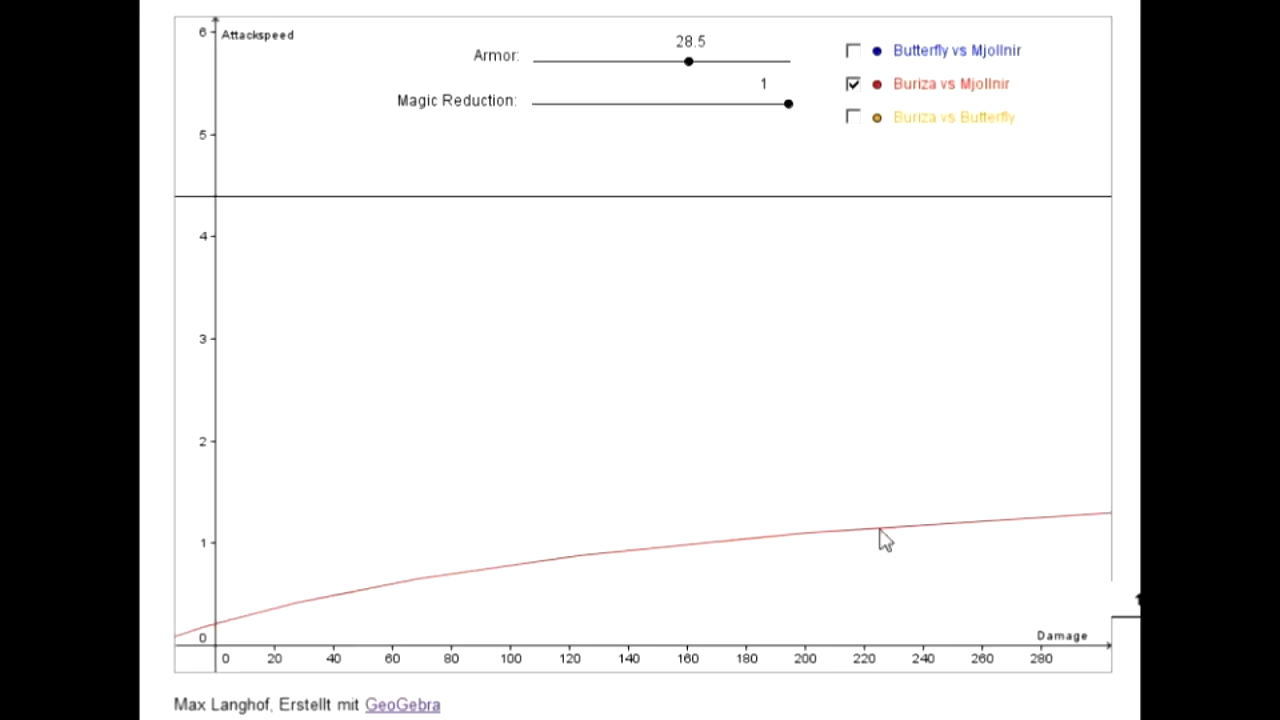 6 Attackspeed
Armor: 28.5
Magic Reduction: 1
Butterfly vs Mjollnir
Buriza vs Mjollnir
Buriza vs Butterfly
5
4
3
2
1
0
Damage
0 20 40 60 80 100 120 140 160 180 200 220 240 260 280
Max Langhof, Erstellt mit GeoGebra